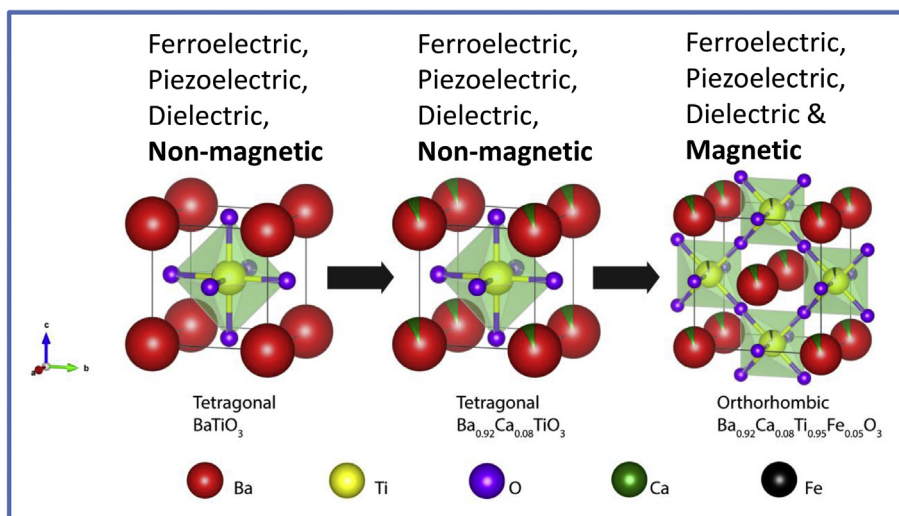 Ferroelectric,
Piezoelectric,
Dielectric,
Non-magnetic
Ferroelectric,
Piezoelectric,
Dielectric,
Non-magnetic
Ferroelectric,
Piezoelectric,
Dielectric &
Magnetic
c
a
b
Tetragonal
BaTiO₃
Tetragonal
Ba₀.₉₂Ca₀.₀₈TiO₃
Orthorhombic
Ba₀.₉₂Ca₀.₀₈Ti₀.₉₅Fe₀.₀₅O₃
Ba
Ti
O
Ca
Fe